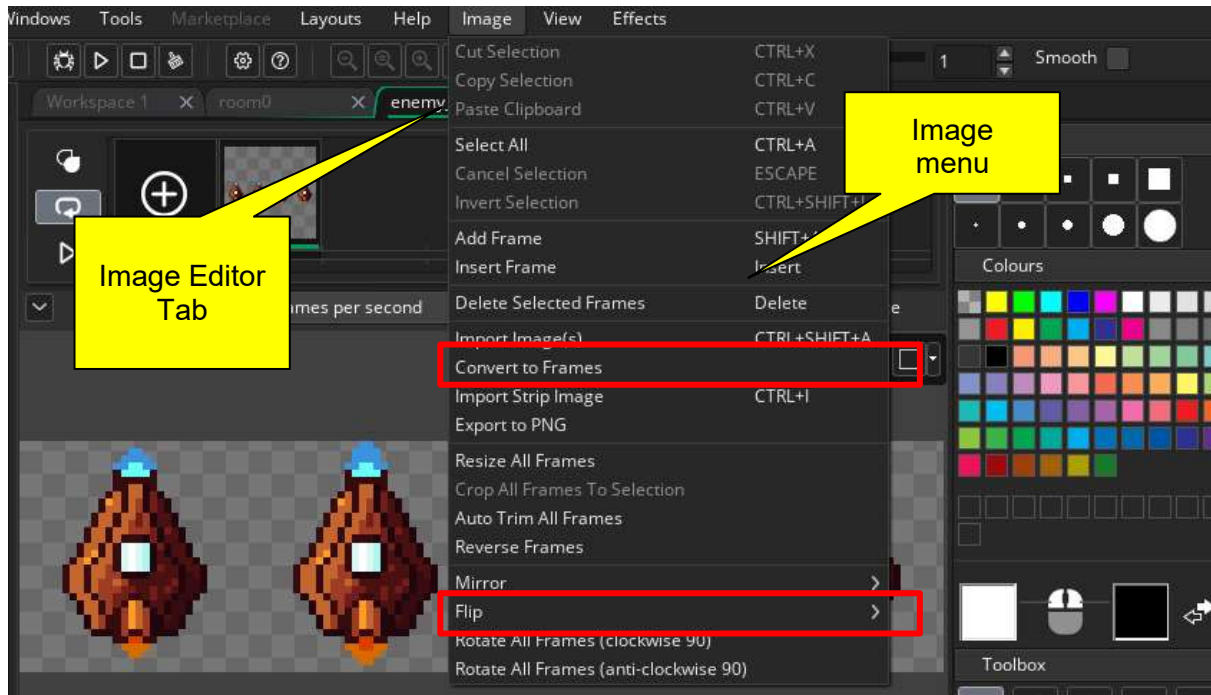 Windows Tools Marketplace Layouts Help Image View Effects
1 Smooth
Workspace 1 room0 enemy
Cut Selection CTRL+X
Copy Selection CTRL+C
Paste Clipboard CTRL+V
Select All CTRL+A
Cancel Selection ESCAPE
Invert Selection CTRL+SHIFT+I
Add Frame SHIFT+
Insert Frame Insert
Delete Selected Frames Delete
Import Image(s) CTRL+SHIFT+A
Convert to Frames
Import Strip Image CTRL+I
Export to PNG
Resize All Frames
Crop All Frames To Selection
Auto Trim All Frames
Reverse Frames
Mirror
Flip
Rotate All Frames (clockwise 90)
Rotate All Frames (anti-clockwise 90)
Image
menu
Image Editor
Tab
ames per second
e
Colours
Toolbox